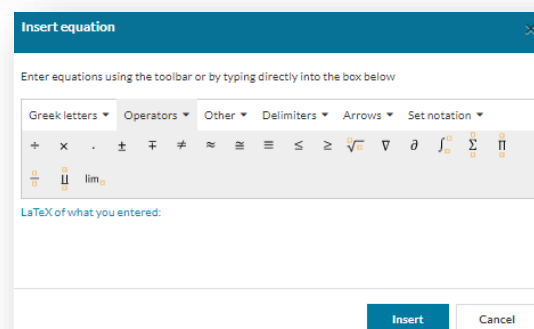 Insert equation
Enter equations using the toolbar or by typing directly into the box below
Greek letters Operators Other Delimiters Arrows Set notation
÷ × · ± ∓ ≠ ≈ ≅ ≡ ≤ ≥ √ ∇ ∂ ∫ Σ ∏
∐ lim
LaTeX of what you entered:
Insert Cancel